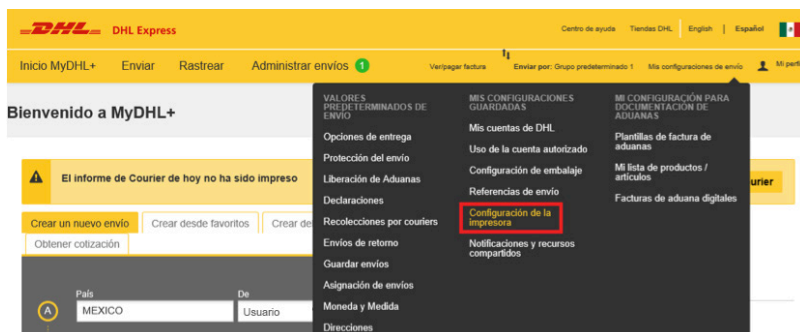 DHL DHL Express
Centro de ayuda Tiendas DHL English | Español
Inicio MyDHL+ Enviar Rastrear Administrar envíos 1 Ver/pagar factura Enviar por: Grupo predeterminado 1 Mis configuraciones de envío Mi perfi
Bienvenido a MyDHL+
El informe de Courier de hoy no ha sido impreso
urier
Crear un nuevo envío Crear desde favoritos Crear de
Obtener cotización
País De
A MEXICO Usuario
VALORES
PREDETERMINADOS DE
ENVÍO
Opciones de entrega
Protección del envío
Liberación de Aduanas
Declaraciones
Recolecciones por couriers
Envíos de retorno
Guardar envíos
Asignación de envíos
Moneda y Medida
Direcciones
MIS CONFIGURACIONES
GUARDADAS
Mis cuentas de DHL
Uso de la cuenta autorizado
Configuración de embalaje
Referencias de envío
Configuración de la
impresora
Notificaciones y recursos
compartidos
MI CONFIGURACIÓN PARA
DOCUMENTACIÓN DE
ADUANAS
Plantillas de factura de
aduanas
Mi lista de productos /
artículos
Facturas de aduana digitales